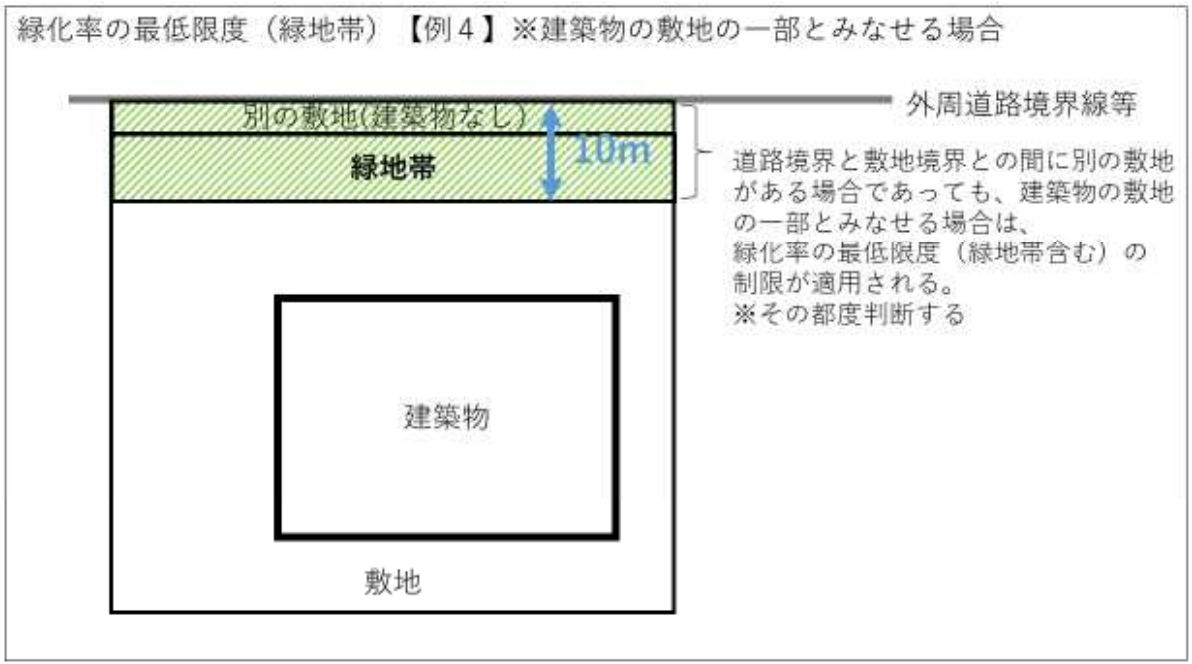 緑化率の最低限度（緑地帯）【例４】※建築物の敷地の一部とみなせる場合
外周道路境界線等
別の敷地(建築物なし)
10m
緑地帯
道路境界と敷地境界との間に別の敷地
がある場合であっても、建築物の敷地
の一部とみなせる場合は、
緑化率の最低限度（緑地帯含む）の
制限が適用される。
※その都度判断する
建築物
敷地